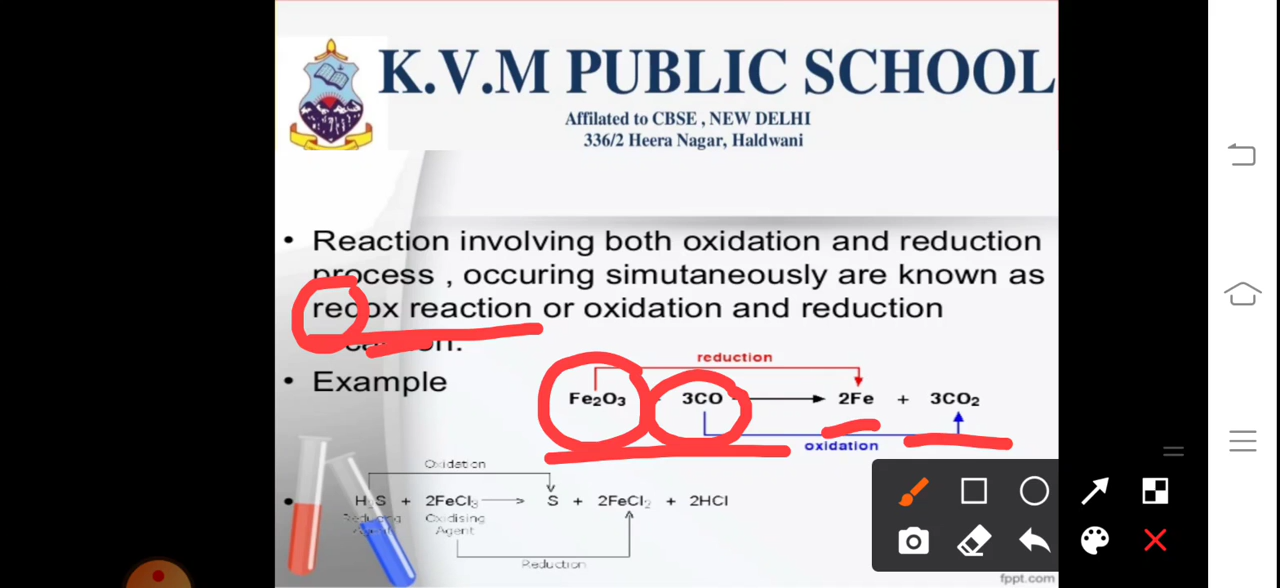 K.V.M PUBLIC SCHOOL
Affilated to CBSE , NEW DELHI
336/2 Heera Nagar, Haldwani
• Reaction involving both oxidation and reduction
process , occuring simutaneously are known as
redox reaction or oxidation and reduction
• Example
reduction
Fe₂O₃ 3CO → 2Fe + 3CO₂
oxidation
Oxidation
• H₂S + 2FeCl₃ → S + 2FeCl₂ + 2HCl
Oxidising
Agent
Reduction
fppt.com